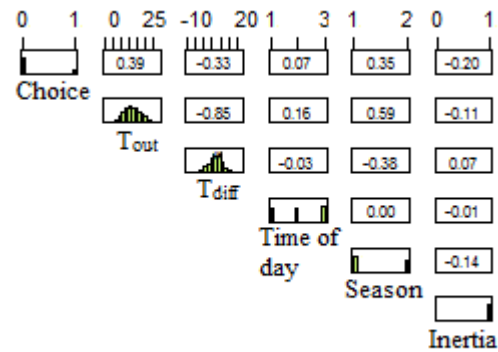 0 1 0 25 -10 20 1 3 1 2 0 1
0.39 -0.33 0.07 0.35 -0.20
Choice
-0.85 0.16 0.59 -0.11
Tout
-0.03 -0.38 0.07
Tdiff
0.00 -0.01
Time of
day
-0.14
Season
Inertia